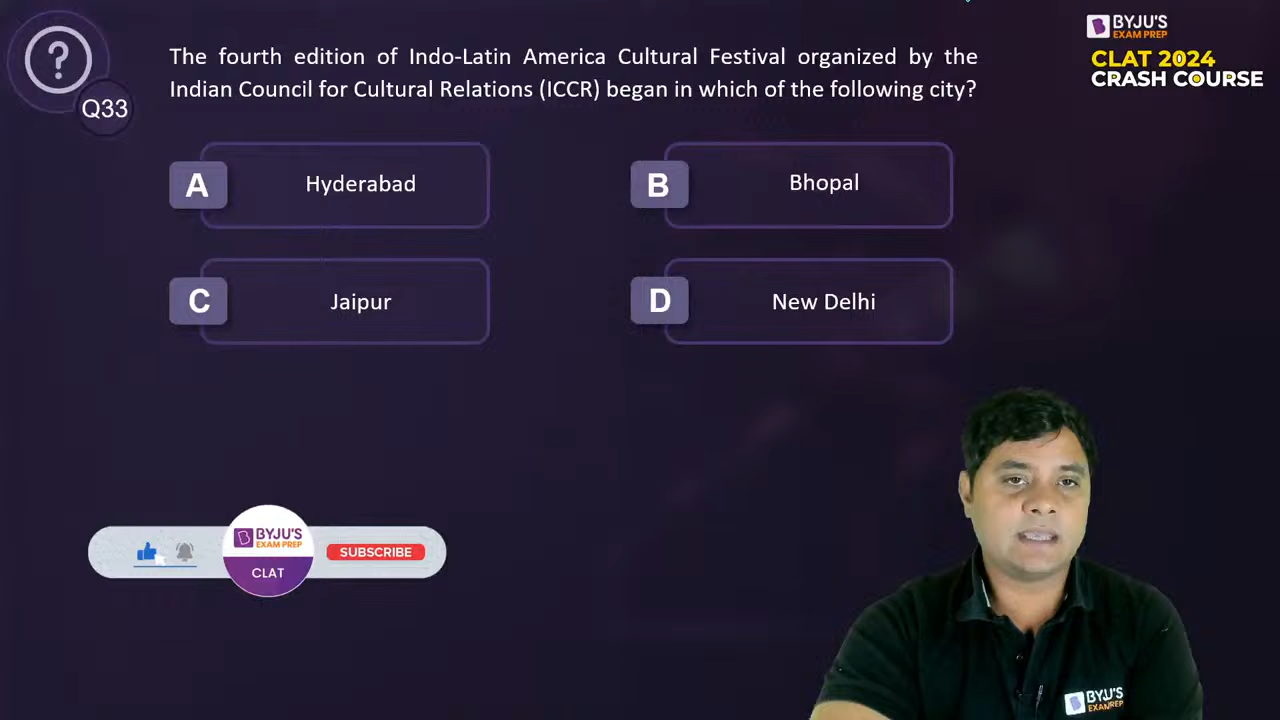 ?
Q33
The fourth edition of Indo-Latin America Cultural Festival organized by the
Indian Council for Cultural Relations (ICCR) began in which of the following city?
BYJU'S
EXAM PREP
CLAT 2024
CRASH COURSE
A
Hyderabad
B
Bhopal
C
Jaipur
D
New Delhi
B BYJU'S
EXAM PREP
CLAT
SUBSCRIBE
BYJU'S
EXAM PREP